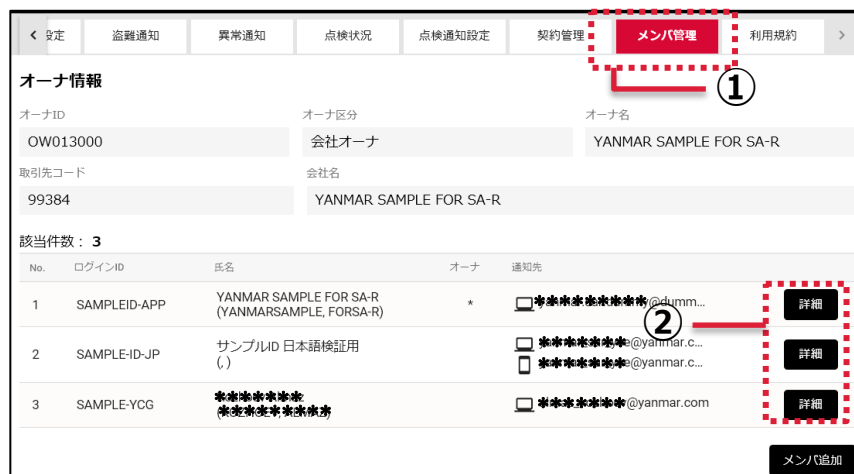 < 設定 盗難通知 異常通知 点検状況 点検通知設定 契約管理 メンバ管理 利用規約 >
①
オーナ情報
オーナID オーナ区分 オーナ名
OW013000 会社オーナ YANMAR SAMPLE FOR SA-R
取引先コード 会社名
99384 YANMAR SAMPLE FOR SA-R
該当件数： 3
No. ログインID 氏名 オーナ 通知先
1 SAMPLEID-APP YANMAR SAMPLE FOR SA-R * @dumm... 詳細
(YANMARSAMPLE, FORSA-R)
②
2 SAMPLE-ID-JP サンプルID 日本語検証用 e@yanmar.c... 詳細
(, ) e@yanmar.c...
3 SAMPLE-YCG @yanmar.com 詳細
メンバ追加